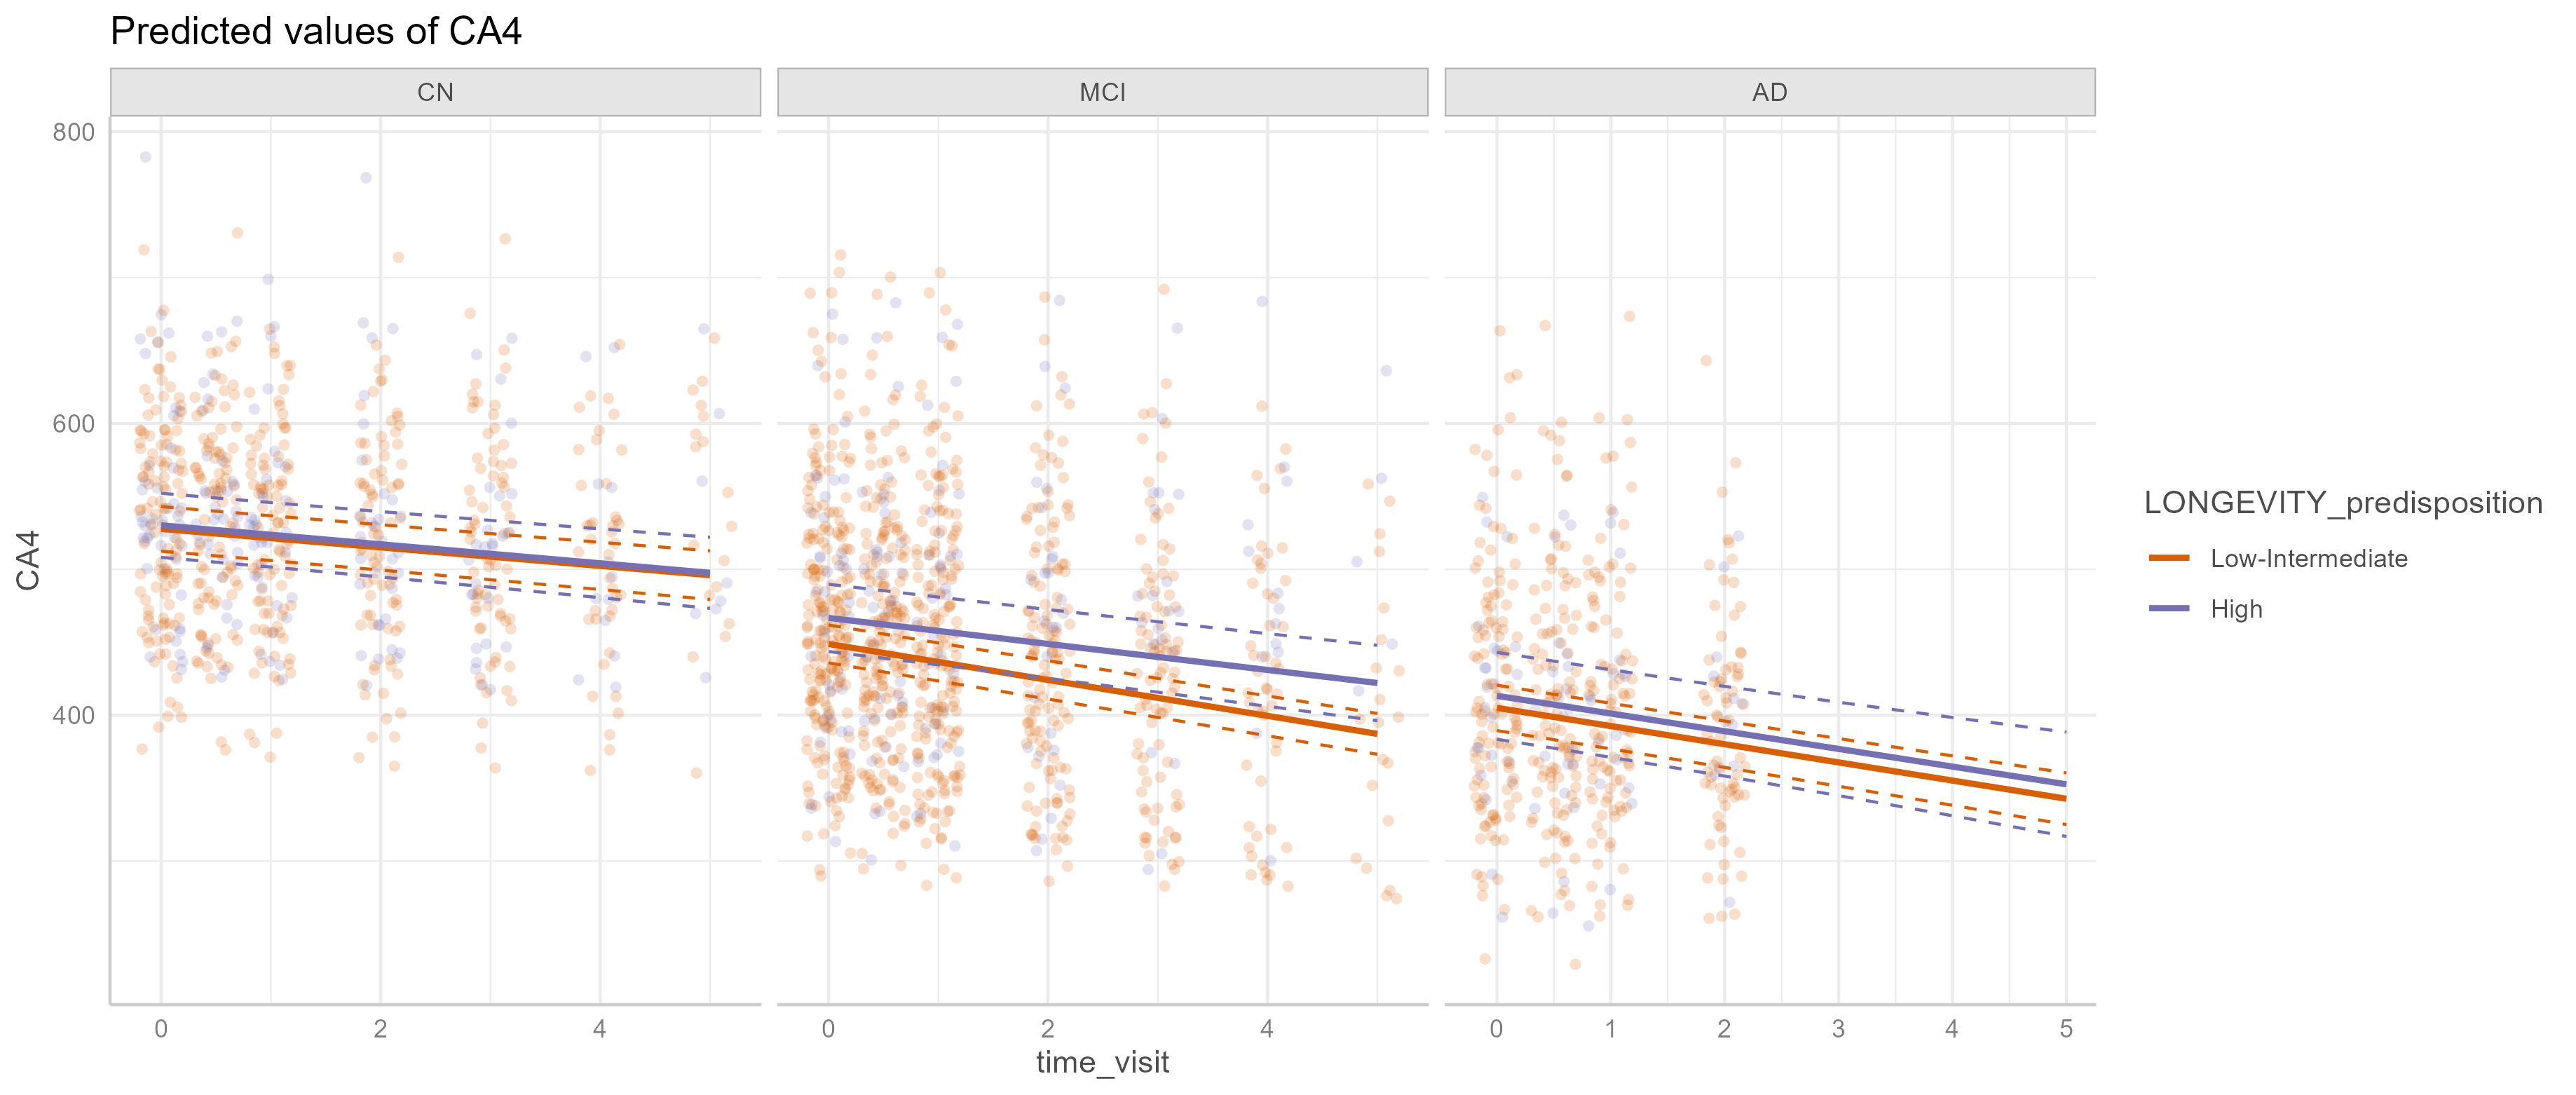 Predicted values of CA4
CN
MCI
AD
800
600
400
CA4
0 2 4
0 2 4
0 1 2 3 4 5
time_visit
LONGEVITY_predisposition
Low-Intermediate
High